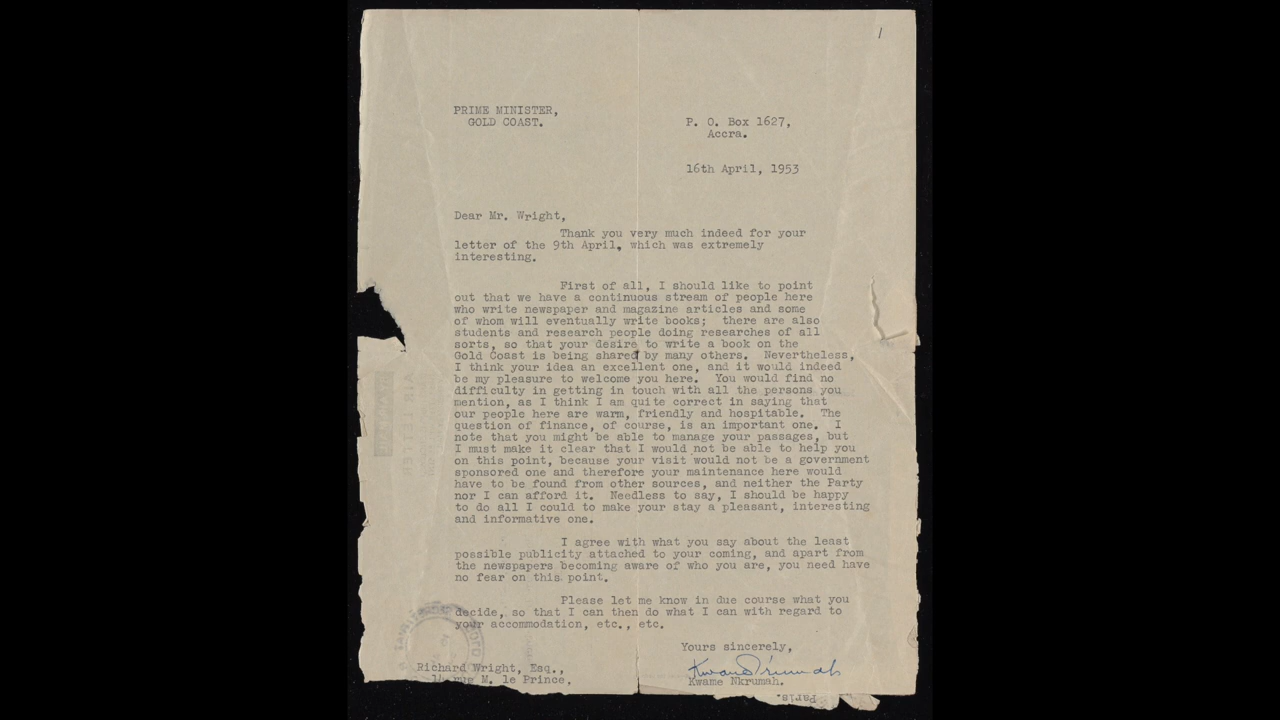 1
PRIME MINISTER,
GOLD COAST.
P. O. Box 1627,
Accra.
16th April, 1953
Dear Mr. Wright,
Thank you very much indeed for your
letter of the 9th April, which was extremely
interesting.
First of all, I should like to point
out that we have a continuous stream of people here
who write newspaper and magazine articles and some
of whom will eventually write books; there are also
students and research people doing researches of all
sorts, so that your desire to write a book on the
Gold Coast is being shared by many others. Nevertheless,
I think your idea an excellent one, and it would indeed
be my pleasure to welcome you here. You would find no
difficulty in getting in touch with all the persons you
mention, as I think I am quite correct in saying that
our people here are warm, friendly and hospitable. The
question of finance, of course, is an important one. I
note that you might be able to manage your passages, but
I must make it clear that I would not be able to help you
on this point, because your visit would not be a government
sponsored one and therefore your maintenance here would
have to be found from other sources, and neither the Party
nor I can afford it. Needless to say, I should be happy
to do all I could to make your stay a pleasant, interesting
and informative one.
I agree with what you say about the least
possible publicity attached to your coming, and apart from
the newspapers becoming aware of who you are, you need have
no fear on this point.
Please let me know in due course what you
decide, so that I can then do what I can with regard to
your accommodation, etc., etc.
Yours sincerely,
Kwame Nkrumah
Kwame Nkrumah.
Richard Wright, Esq.,
14 rue M. le Prince,
Paris.